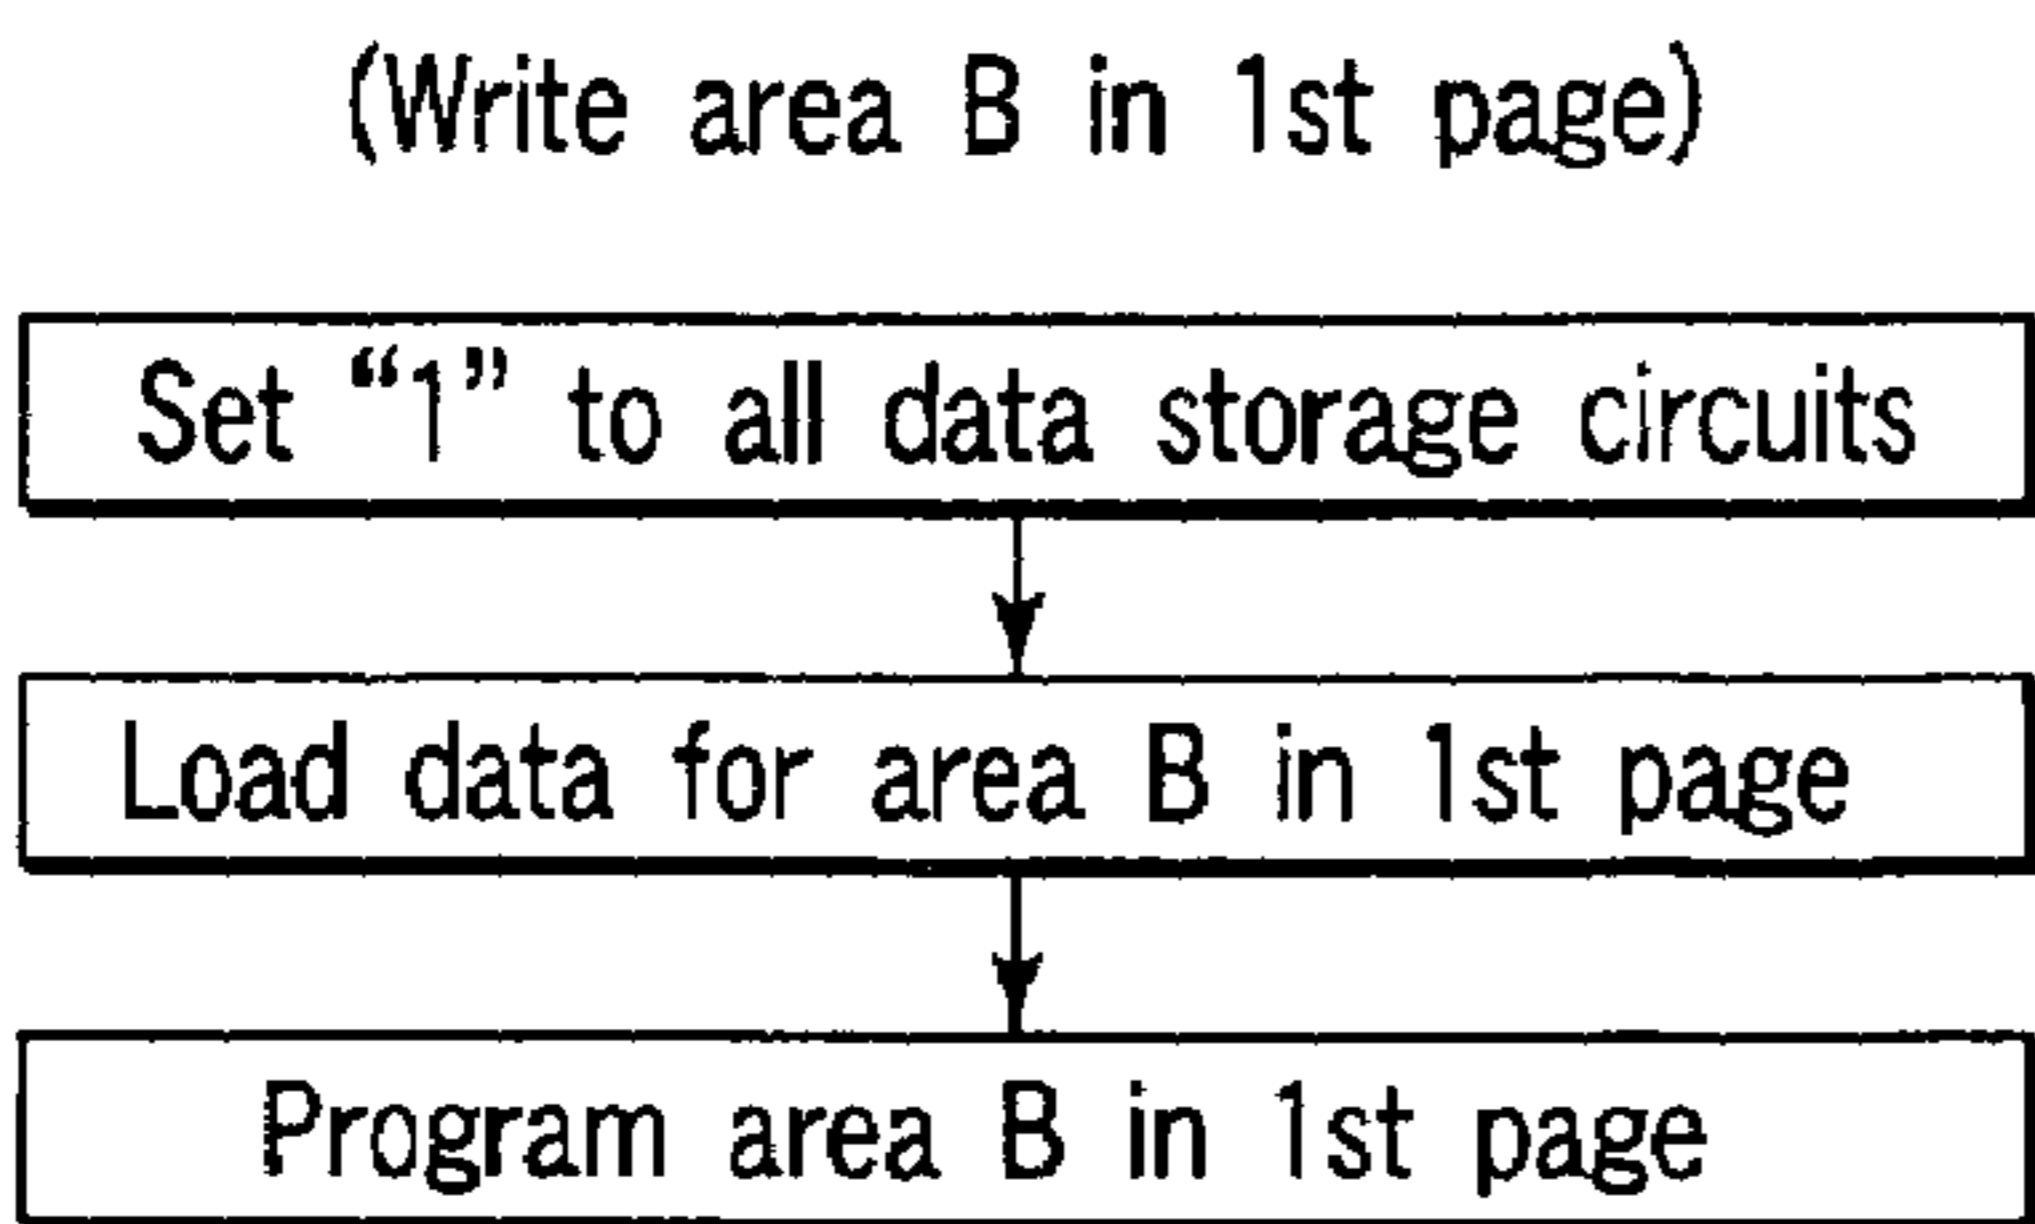 (Write area B in 1st page)
Set “1” to all data storage circuits
Load data for area B in 1st page
Program area B in 1st page